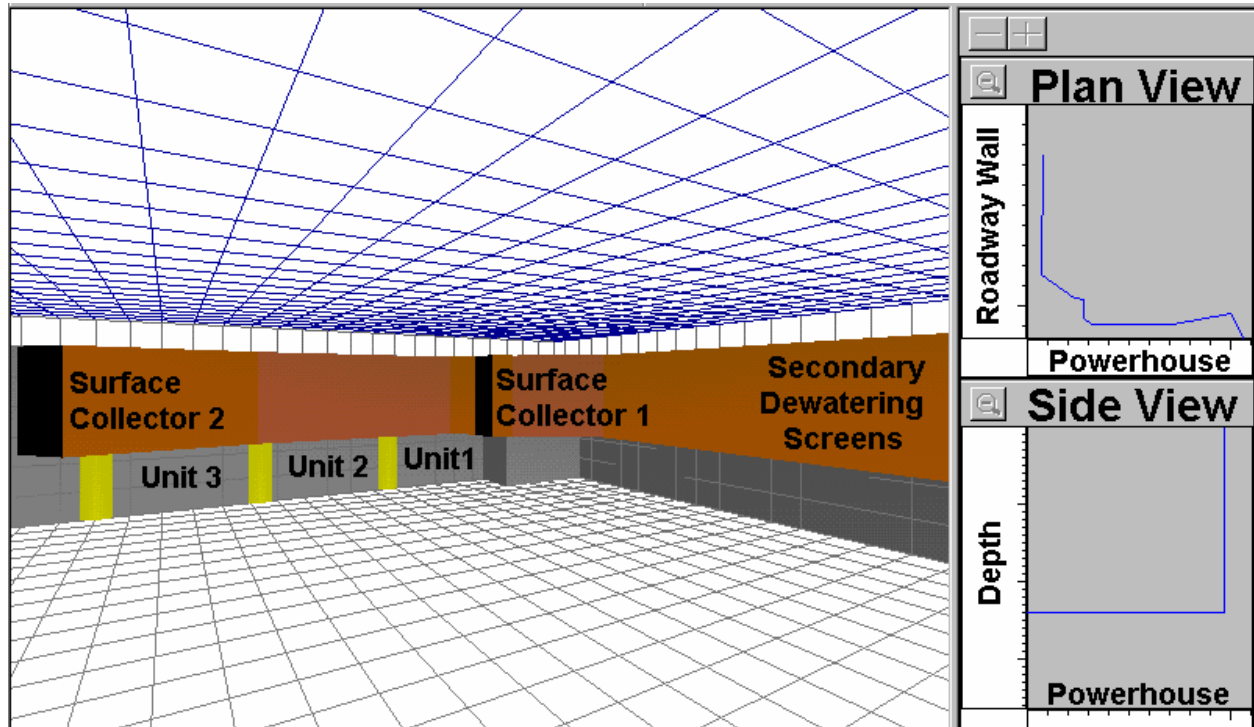 Surface
Collector 2
Surface
Collector 1
Secondary
Dewatering
Screens
Unit 3
Unit 2
Unit1
Plan View
Roadway Wall
Powerhouse
Side View
Depth
Powerhouse